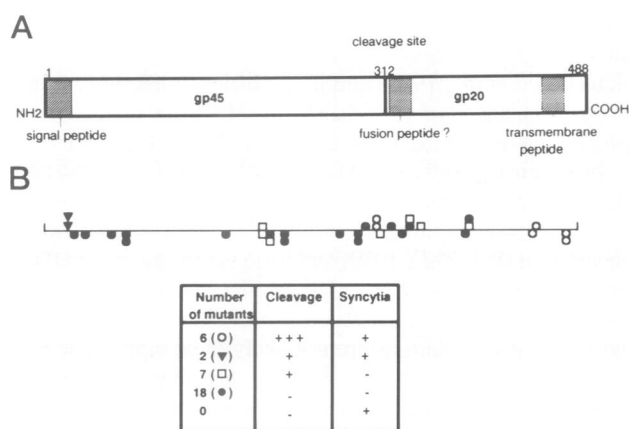 A
cleavage site
1 312 488
gp45 gp20
NH2 COOH
signal peptide fusion peptide ? transmembrane
peptide
B
Number Cleavage Syncytia
of mutants
6 (○) + + + +
2 (▼) + +
7 (□) + -
18 (●) - -
0 - +